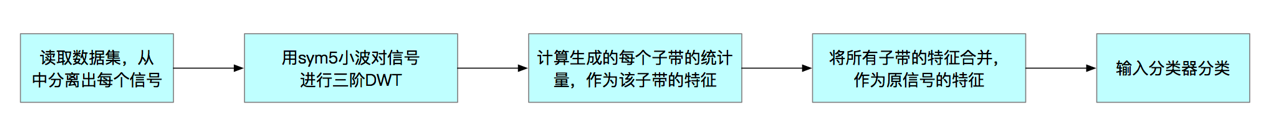 读取数据集，从
中分离出每个信号
用sym5小波对信号
进行三阶DWT
计算生成的每个子带的统计
量，作为该子带的特征
将所有子带的特征合并，
作为原信号的特征
输入分类器分类